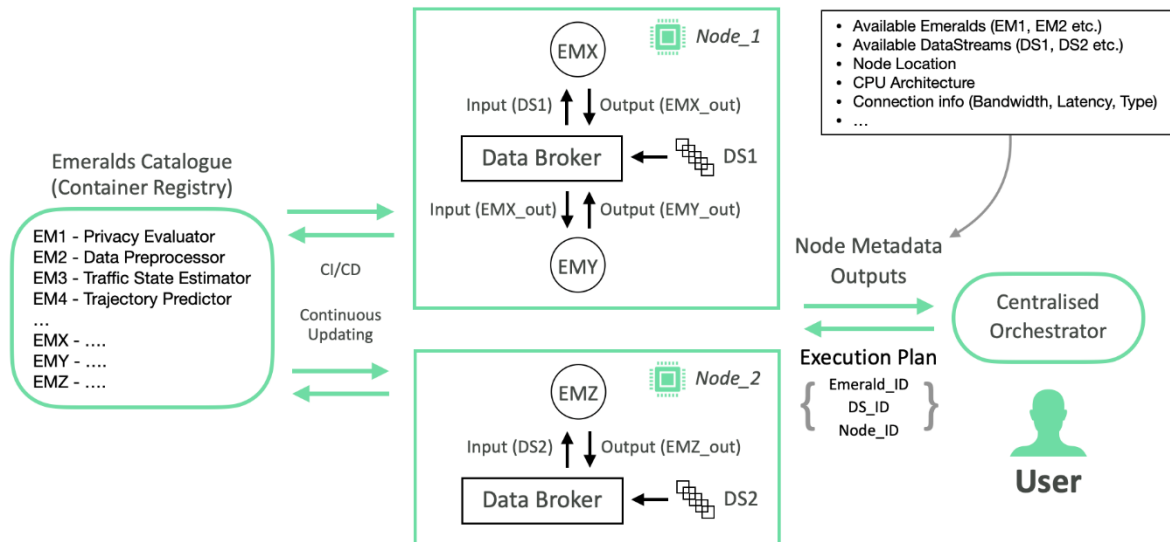 Emeralds Catalogue
(Container Registry)
EM1 - Privacy Evaluator
EM2 - Data Preprocessor
EM3 - Traffic State Estimator
EM4 - Trajectory Predictor
...
EMX - ....
EMY - ....
EMZ - ....
CI/CD
Continuous
Updating
Node_1
EMX
Input (DS1)
Output (EMX_out)
Data Broker
DS1
Input (EMX_out)
Output (EMY_out)
EMY
Node_2
EMZ
Input (DS2)
Output (EMZ_out)
Data Broker
DS2
• Available Emeralds (EM1, EM2 etc.)
• Available DataStreams (DS1, DS2 etc.)
• Node Location
• CPU Architecture
• Connection info (Bandwidth, Latency, Type)
• ...
Node Metadata
Outputs
Execution Plan
{ Emerald_ID
DS_ID
Node_ID }
Centralised
Orchestrator
User